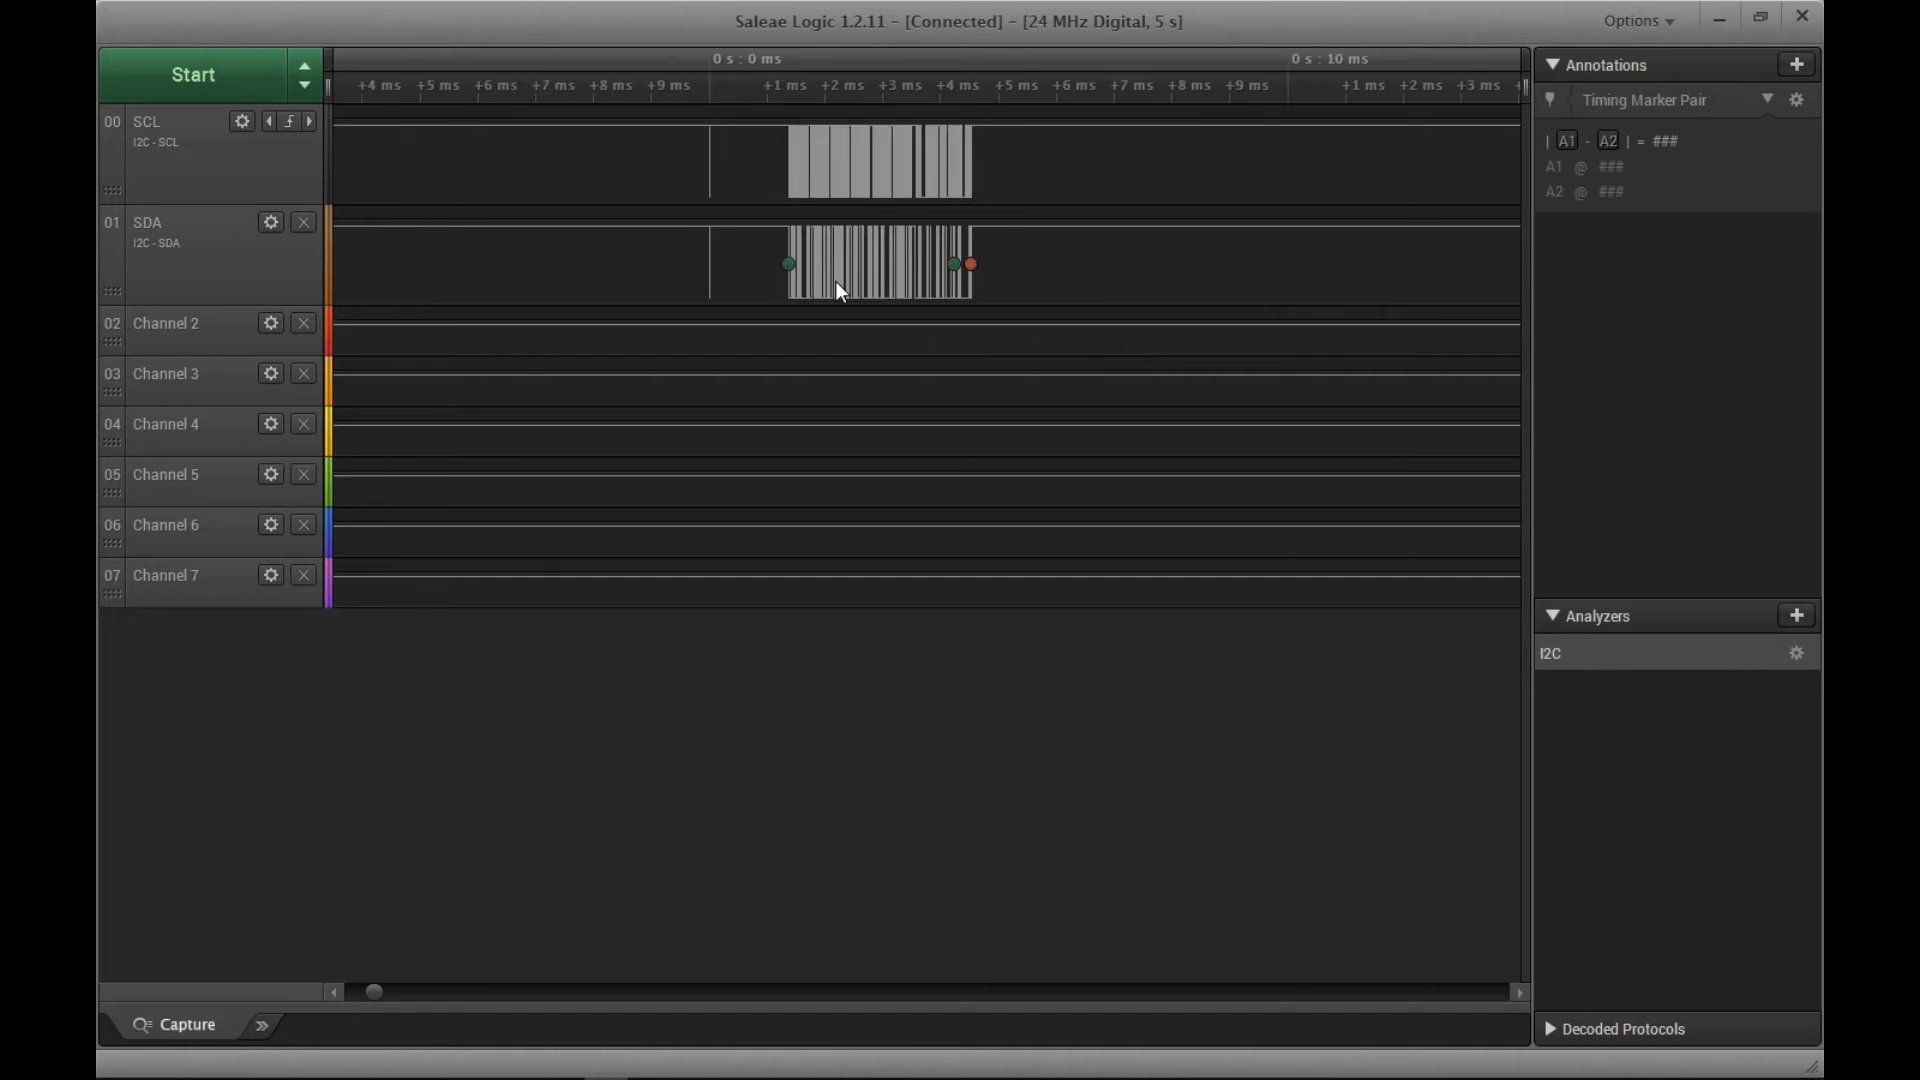 Saleae Logic 1.2.11 - [Connected] - [24 MHz Digital, 5 s]
Options
Start
0 s : 0 ms
0 s : 10 ms
+4 ms +5 ms +6 ms +7 ms +8 ms +9 ms
+1 ms +2 ms +3 ms +4 ms +5 ms +6 ms +7 ms +8 ms +9 ms
+1 ms +2 ms +3 ms
00 SCL
I2C - SCL
01 SDA
I2C - SDA
02 Channel 2
03 Channel 3
04 Channel 4
05 Channel 5
06 Channel 6
07 Channel 7
Capture
Annotations
Timing Marker Pair
| A1 - A2 | = ###
A1 @ ###
A2 @ ###
Analyzers
I2C
Decoded Protocols